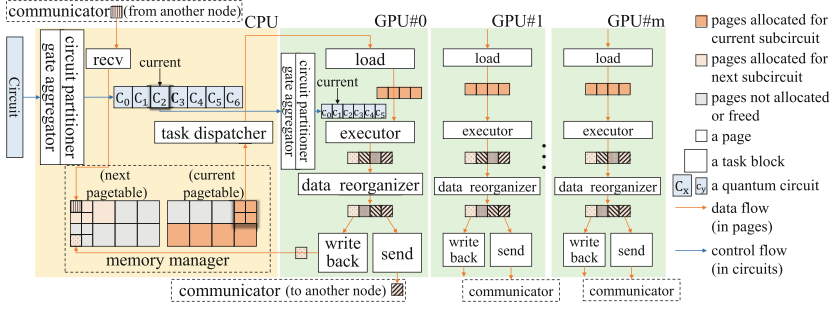 communicator (from another node)
CPU
GPU#0
GPU#1
GPU#m
Circuit
circuit partitioner
gate aggregator
recv
current
C0 C1 C2 C3 C4 C5 C6
task dispatcher
(next
pagetable)
(current
pagetable)
memory manager
circuit partitioner
gate aggregator
load
current
C0 C1 C2 C3 C4 C5
executor
data reorganizer
write
back
send
communicator (to another node)
load
executor
data reorganizer
write
back
send
communicator
load
executor
data reorganizer
write
back
send
communicator
pages allocated for
current subcircuit
pages allocated for
next subcircuit
pages not allocated
or freed
a page
a task block
Cx cy a quantum circuit
data flow
(in pages)
control flow
(in circuits)